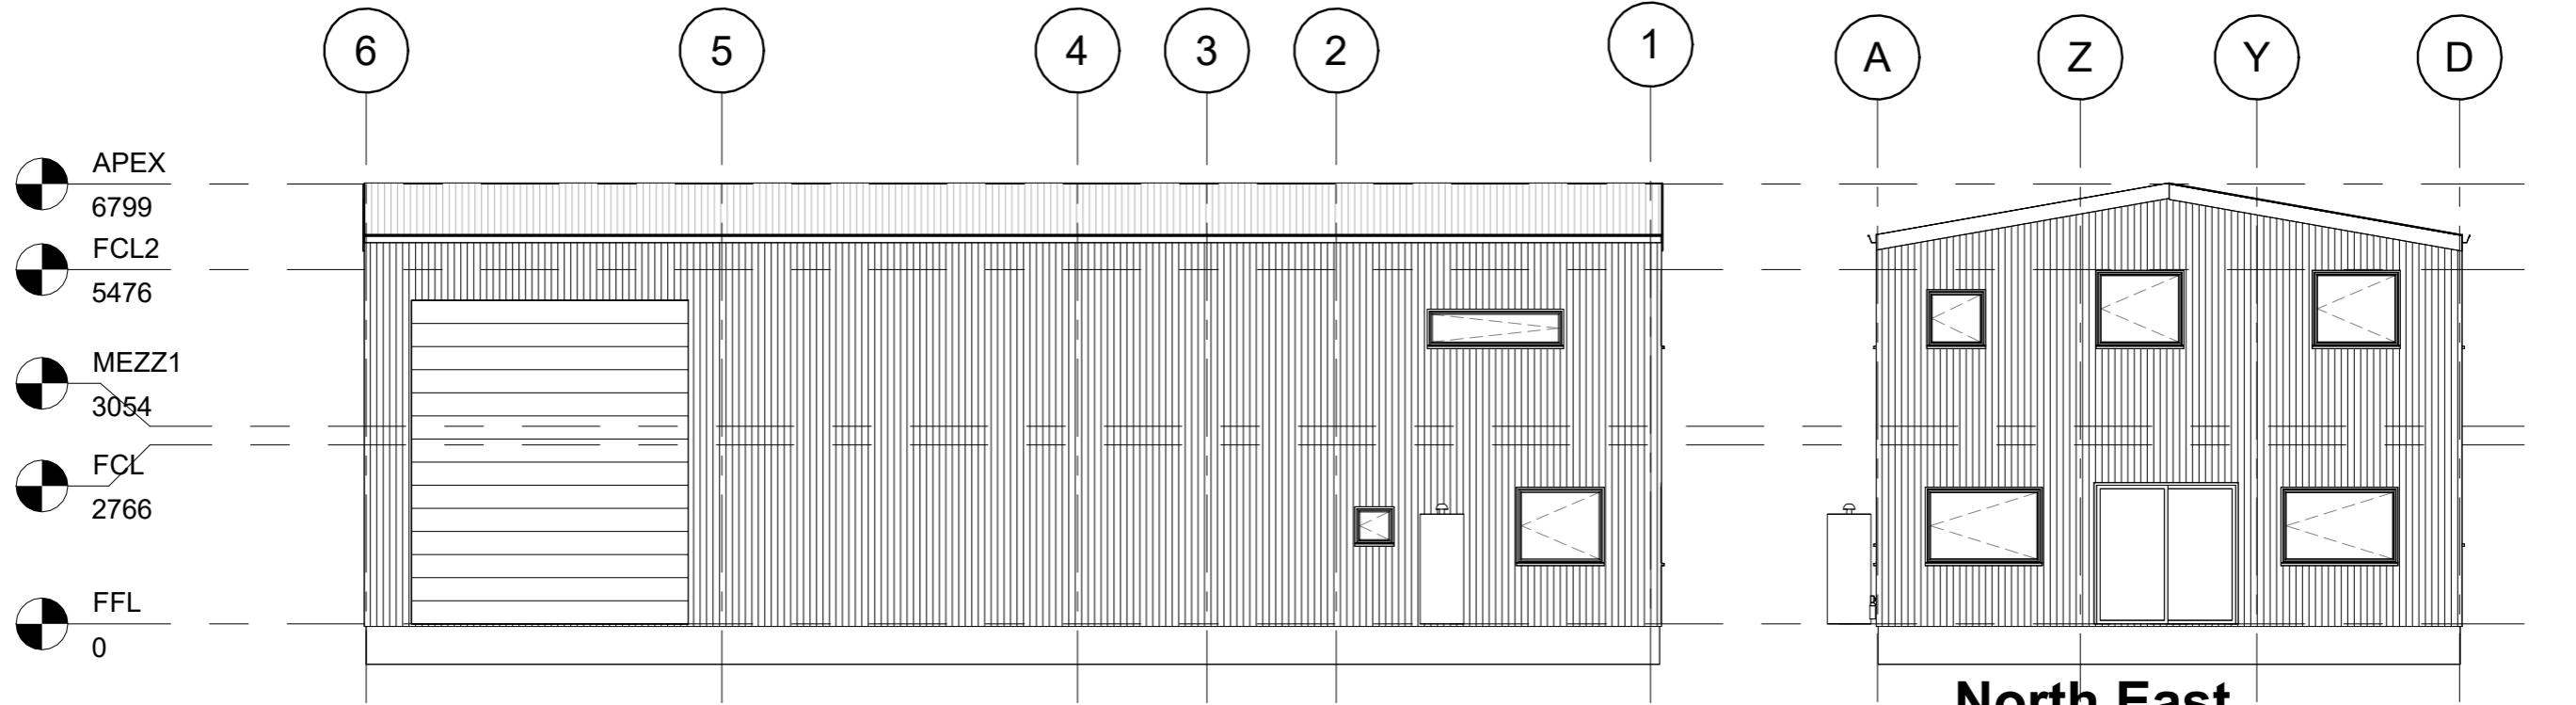 6 5 4 3 2 1 A Z Y D
APEX
6799
FCL2
5476
MEZZ1
3054
FCL
2766
FFL
0
North East